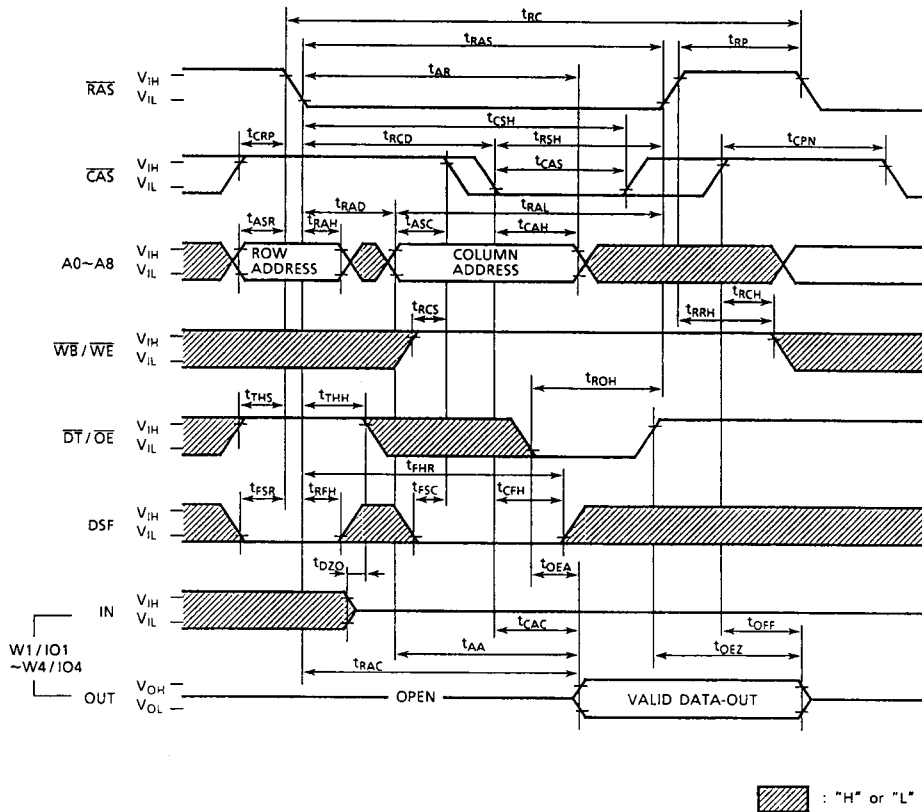 tRC
tRAS
tRP
tAR
RAS
VIH
VIL
tCSH
tCRP
tRCD
tRSH
tCPN
CAS
VIH
VIL
tCAS
tRAD
tRAL
tASR
tRAH
tASC
tCAH
A0~A8
VIH
VIL
ROW ADDRESS
COLUMN ADDRESS
tRCH
tRCS
tRRH
WB/WE
VIH
VIL
tROH
tTHS
tTHH
DT/OE
VIH
VIL
tFHR
tFSR
tRFH
tFSC
tCFH
DSF
VIH
VIL
tDZO
tOEA
IN
VIH
VIL
W1/IO1
~W4/IO4
tCAC
tOFF
tAA
tOEZ
tRAC
OUT
VOH
VOL
OPEN
VALID DATA-OUT
: "H" or "L"